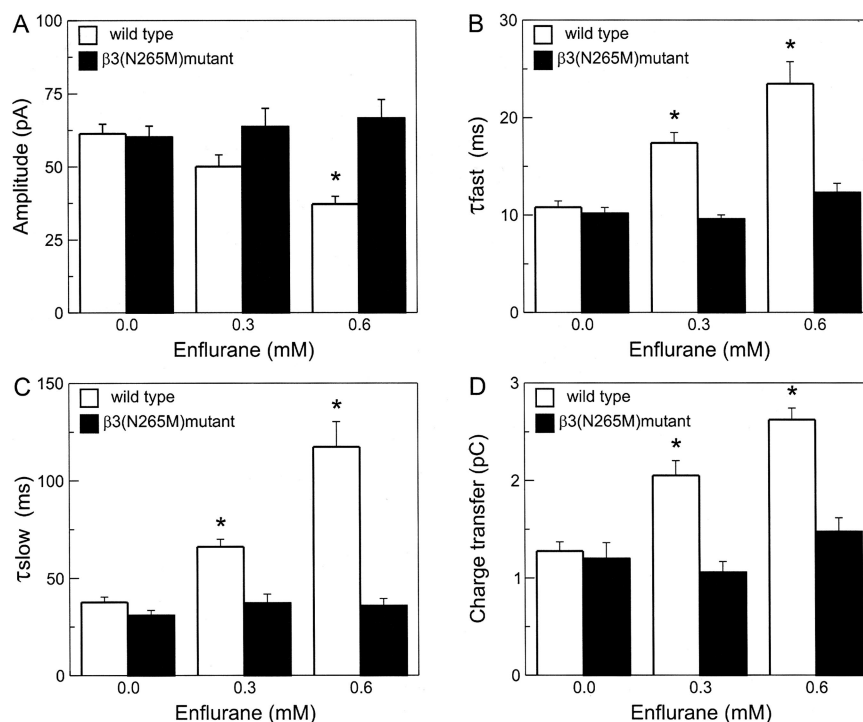 A
wild type
β3(N265M)mutant
Amplitude (pA)
100
75
50
25
0
*
0.0 0.3 0.6
Enflurane (mM)
B
wild type
β3(N265M)mutant
τfast (ms)
30
20
10
0
*
*
0.0 0.3 0.6
Enflurane (mM)
C
wild type
β3(N265M)mutant
τslow (ms)
150
100
50
0
*
*
0.0 0.3 0.6
Enflurane (mM)
D
wild type
β3(N265M)mutant
Charge transfer (pC)
3
2
1
0
*
*
0.0 0.3 0.6
Enflurane (mM)